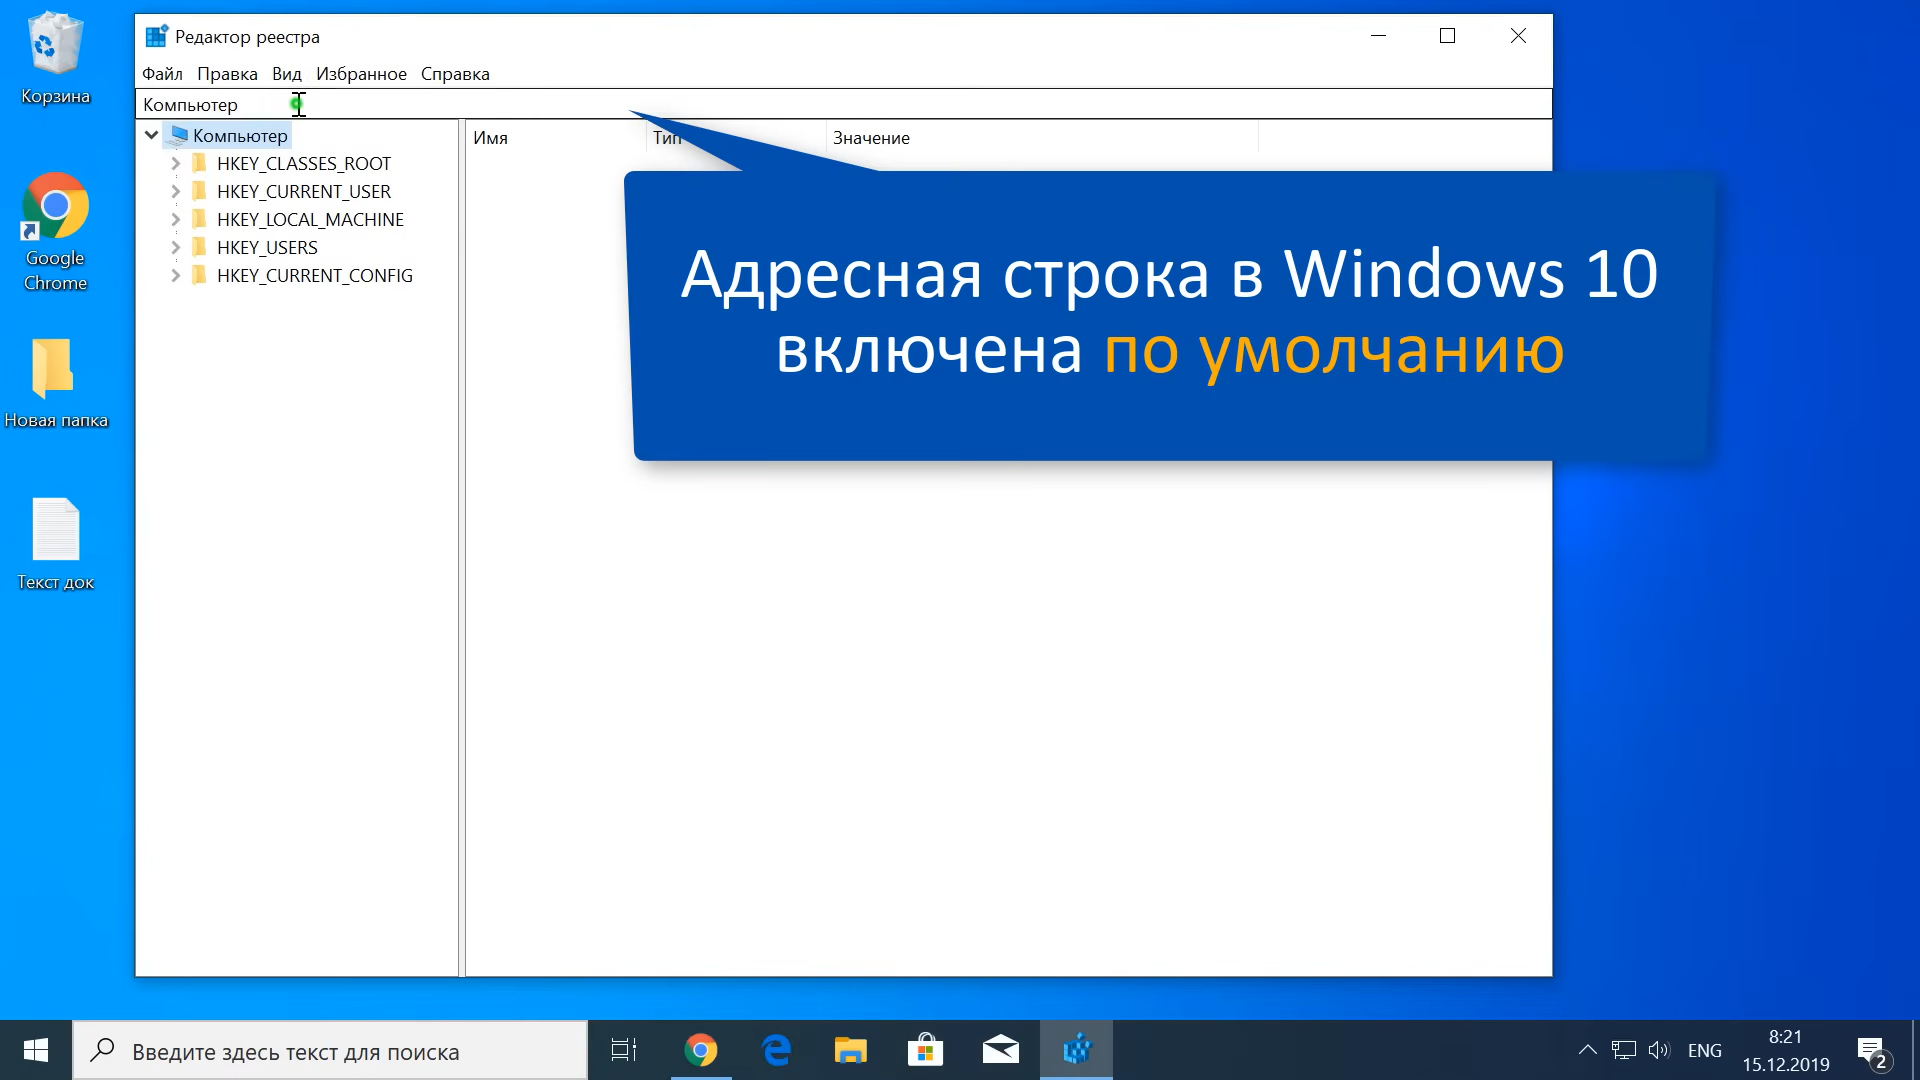 Корзина
Google
Chrome
Новая папка
Текст док
Редактор реестра
Файл Правка Вид Избранное Справка
Компьютер
Компьютер
HKEY_CLASSES_ROOT
HKEY_CURRENT_USER
HKEY_LOCAL_MACHINE
HKEY_USERS
HKEY_CURRENT_CONFIG
Имя Тип Значение
Адресная строка в Windows 10
включена по умолчанию
Введите здесь текст для поиска
ENG
8:21
15.12.2019
2